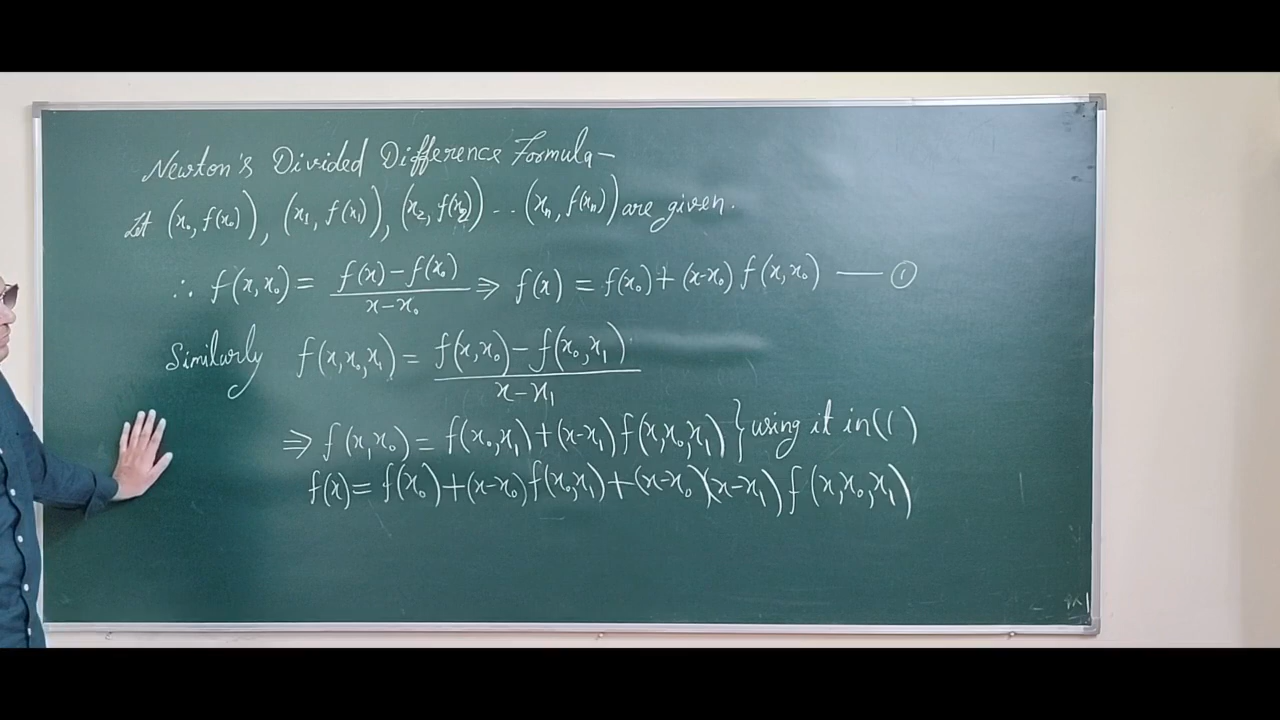 Newton's Divided Difference Formula—
Let (x₀, f(x₀)), (x₁, f(x₁)), (x₂, f(x₂)) -- (xₙ, f(xₙ)) are given.
∴ f(x,x₀) = (f(x) − f(x₀))/(x−x₀) ⇒ f(x) = f(x₀) + (x−x₀) f(x,x₀) — ①
Similarly f(x,x₀,x₁) = (f(x,x₀) − f(x₀,x₁))/(x−x₁)
⇒ f(x,x₀) = f(x₀,x₁) + (x−x₁) f(x,x₀,x₁) } using it in (1)
f(x) = f(x₀) + (x−x₀) f(x₀,x₁) + (x−x₀)(x−x₁) f(x,x₀,x₁)